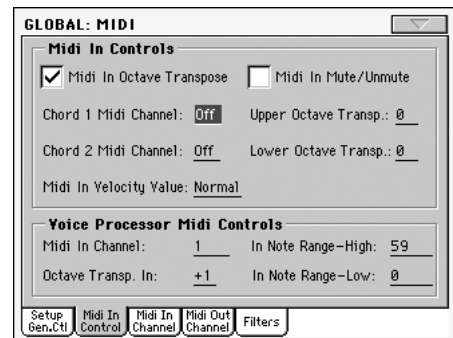 GLOBAL: MIDI
Midi In Controls
Midi In Octave Transpose Midi In Mute/Unmute
Chord 1 Midi Channel: Off Upper Octave Transp.: 0
Chord 2 Midi Channel: Off Lower Octave Transp.: 0
Midi In Velocity Value: Normal
Voice Processor Midi Controls
Midi In Channel: 1 In Note Range-High: 59
Octave Transp. In: +1 In Note Range-Low: 0
Setup Gen.Ctl Midi In Control Midi In Channel Midi Out Channel Filters